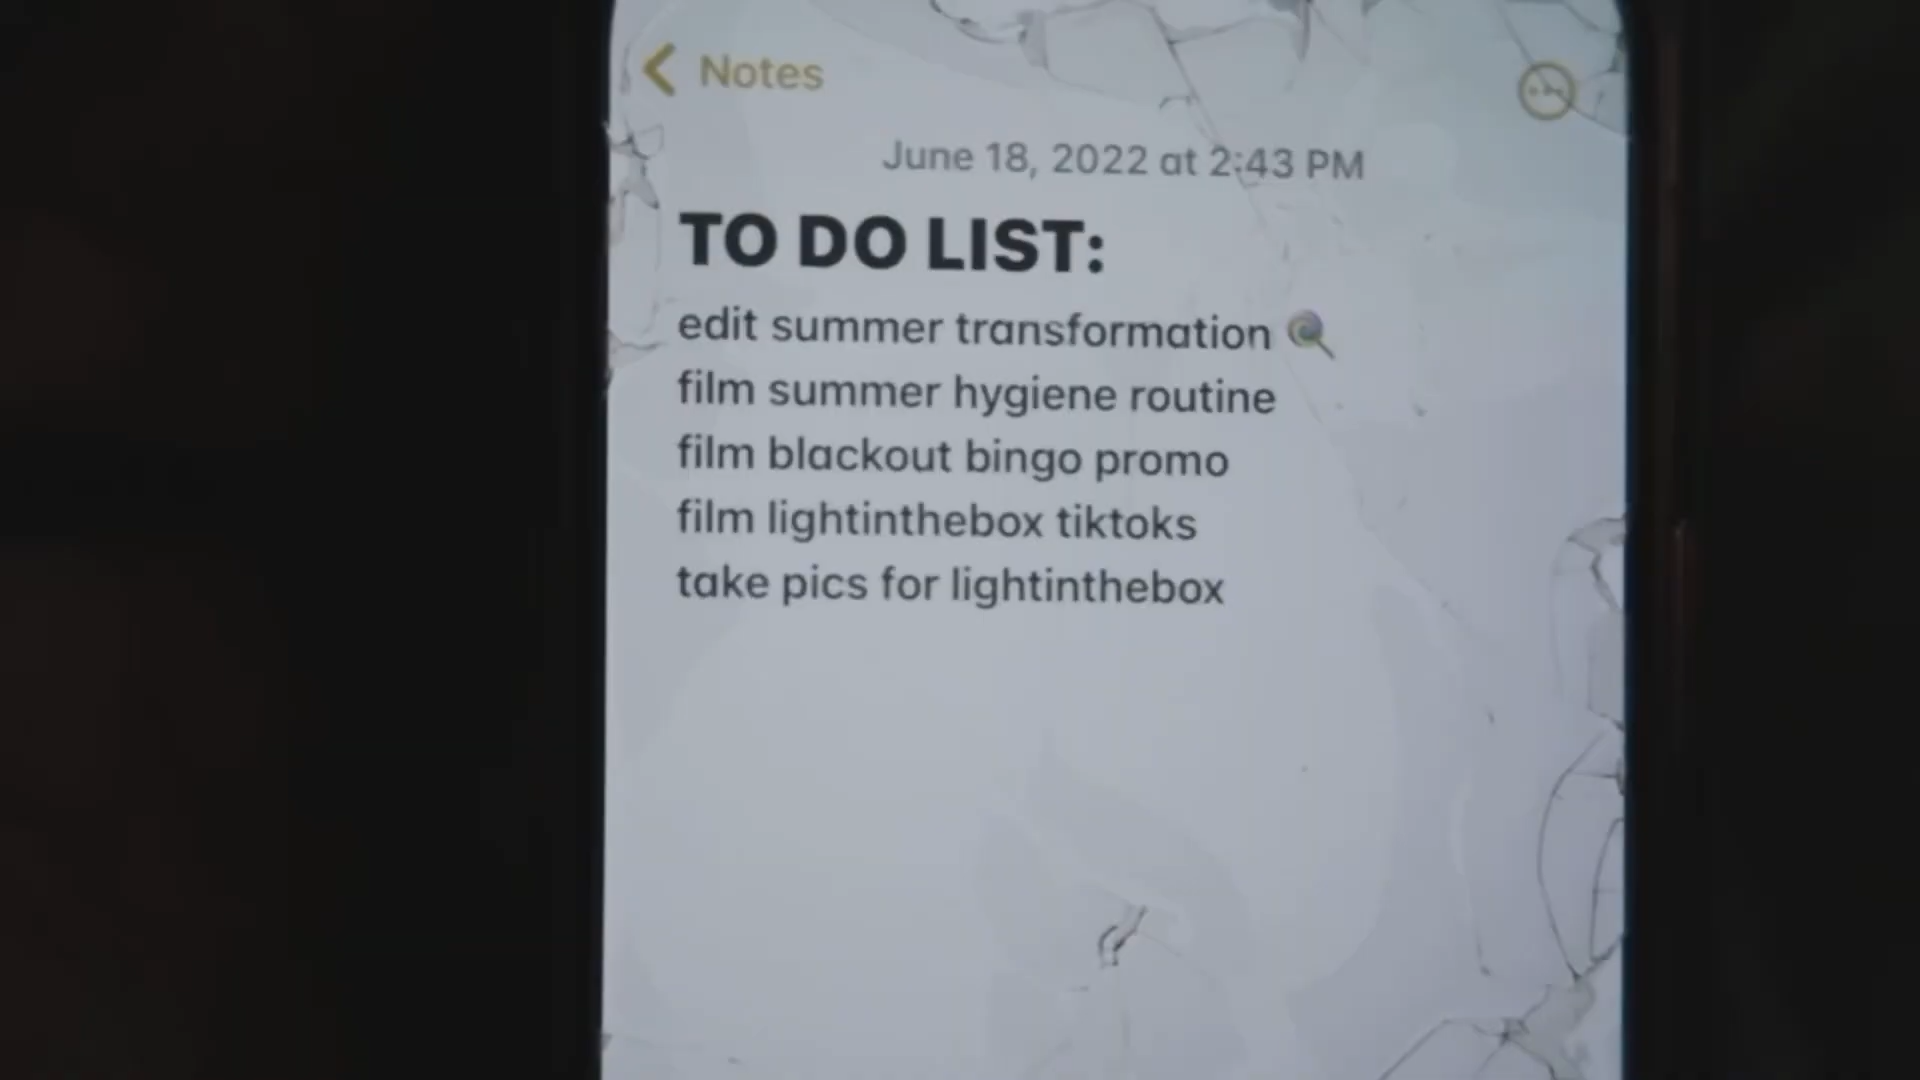 Notes
June 18, 2022 at 2:43 PM
TO DO LIST:
edit summer transformation 🍭
film summer hygiene routine
film blackout bingo promo
film lightinthebox tiktoks
take pics for lightinthebox